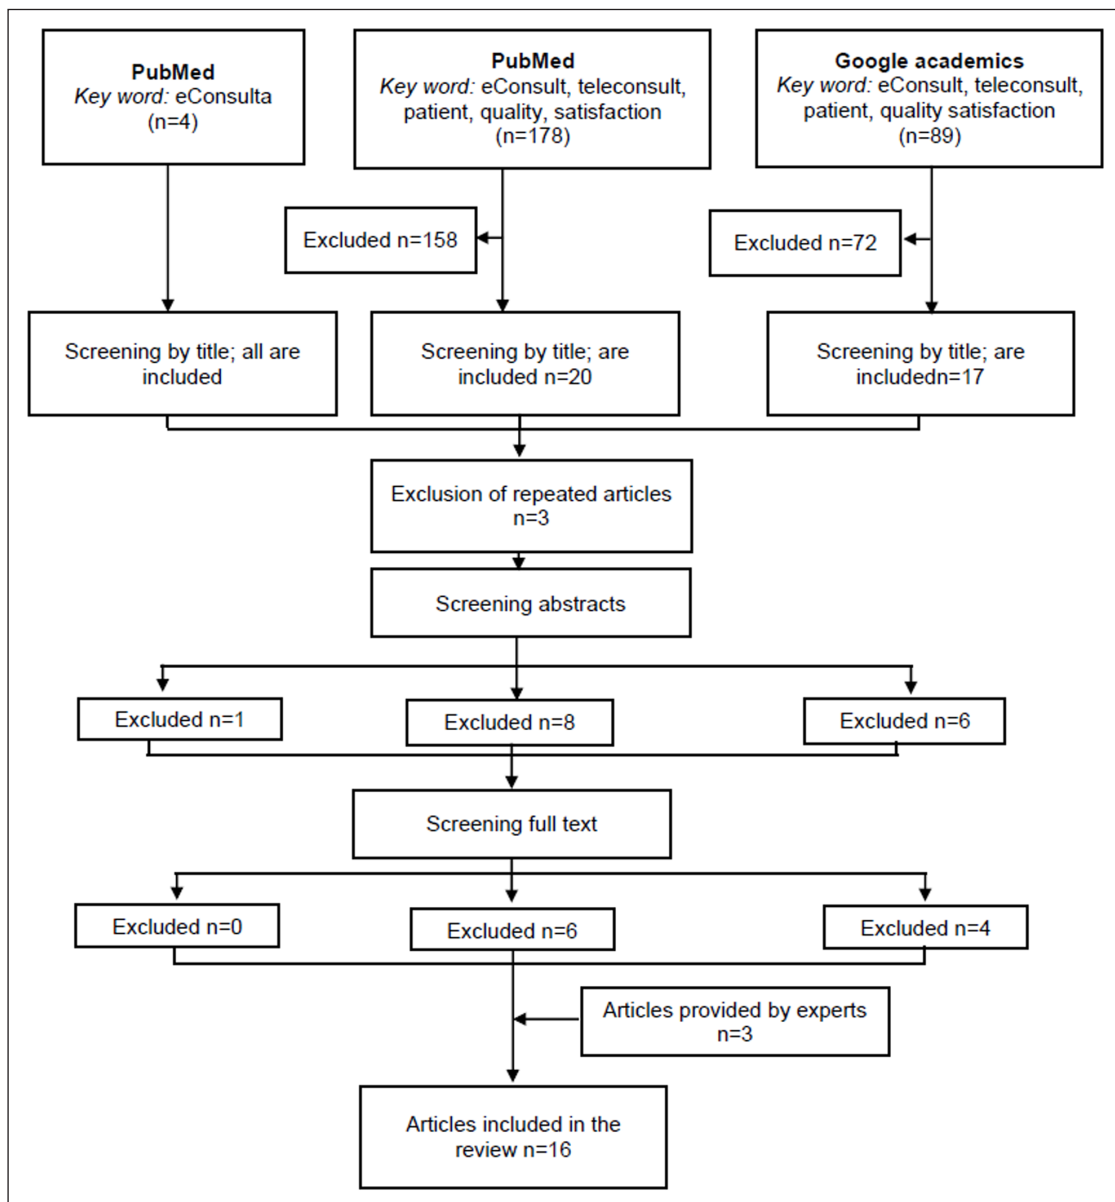 PubMed
Key word: eConsulta
(n=4)
PubMed
Key word: eConsult, teleconsult,
patient, quality, satisfaction
(n=178)
Google academics
Key word: eConsult, teleconsult,
patient, quality satisfaction
(n=89)
Excluded n=158
Excluded n=72
Screening by title; all are
included
Screening by title; are
included n=20
Screening by title; are
includedn=17
Exclusion of repeated articles
n=3
Screening abstracts
Excluded n=1
Excluded n=8
Excluded n=6
Screening full text
Excluded n=0
Excluded n=6
Excluded n=4
Articles provided by experts
n=3
Articles included in the
review n=16